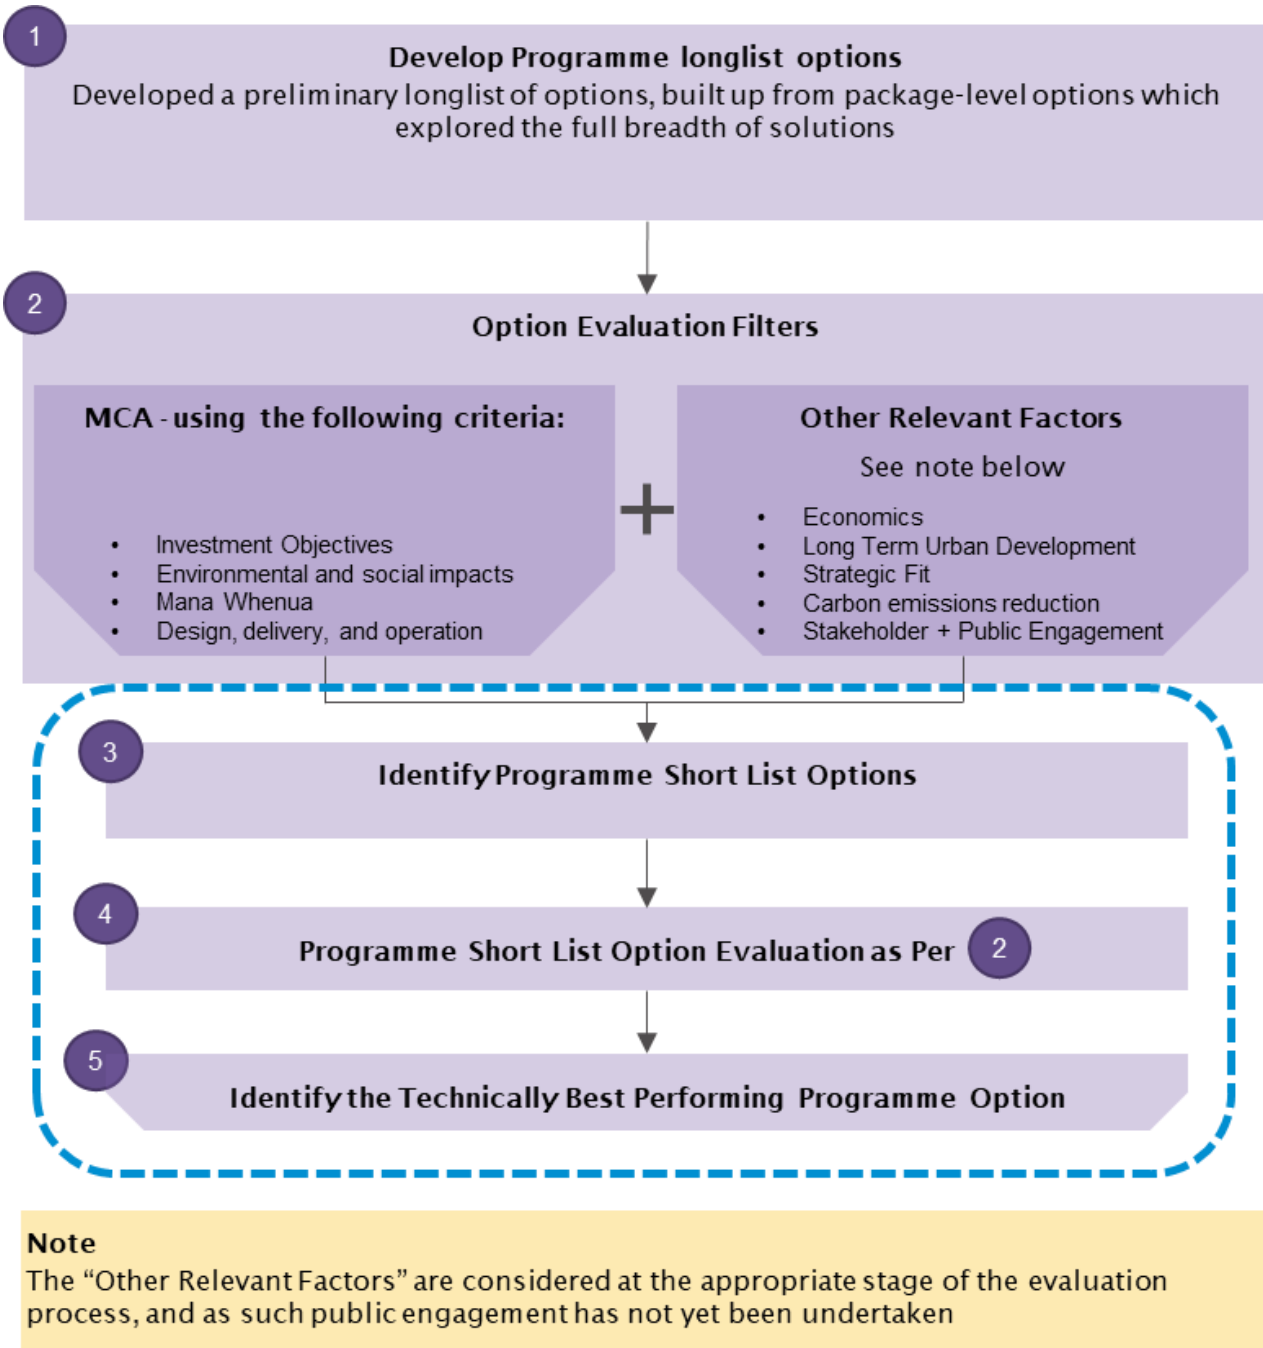 1
Develop Programme longlist options
Developed a preliminary longlist of options, built up from package-level options which
explored the full breadth of solutions
2
Option Evaluation Filters
MCA - using the following criteria:
• Investment Objectives
• Environmental and social impacts
• Mana Whenua
• Design, delivery, and operation
+
Other Relevant Factors
See note below
• Economics
• Long Term Urban Development
• Strategic Fit
• Carbon emissions reduction
• Stakeholder + Public Engagement
3
Identify Programme Short List Options
4
Programme Short List Option Evaluation as Per 2
5
Identify the Technically Best Performing Programme Option
Note
The “Other Relevant Factors” are considered at the appropriate stage of the evaluation
process, and as such public engagement has not yet been undertaken